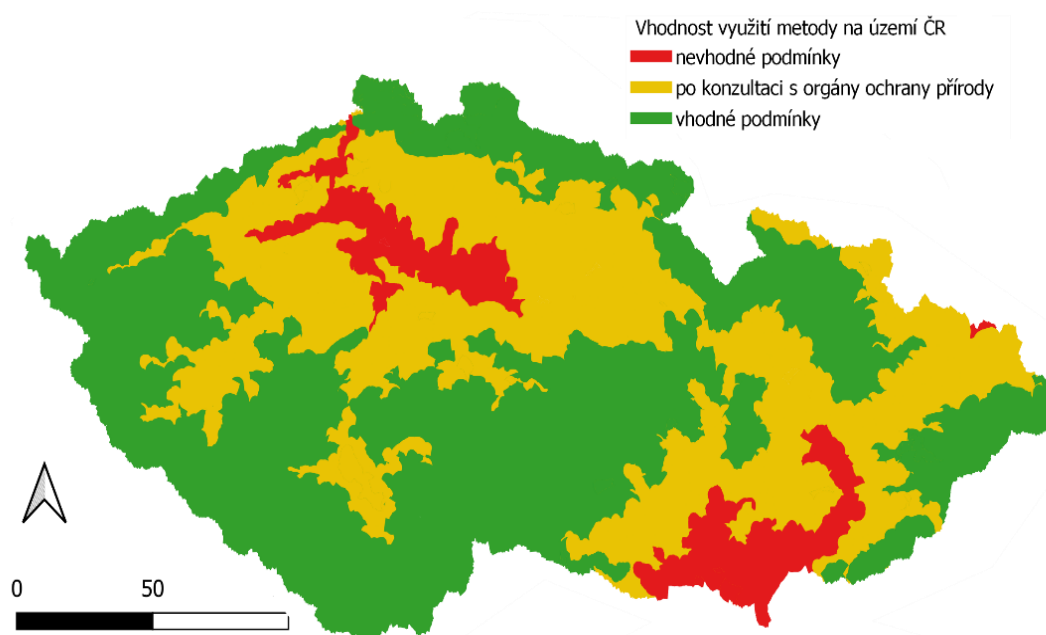 Vhodnost využití metody na území ČR
nevhodné podmínky
po konzultaci s orgány ochrany přírody
vhodné podmínky
0 50